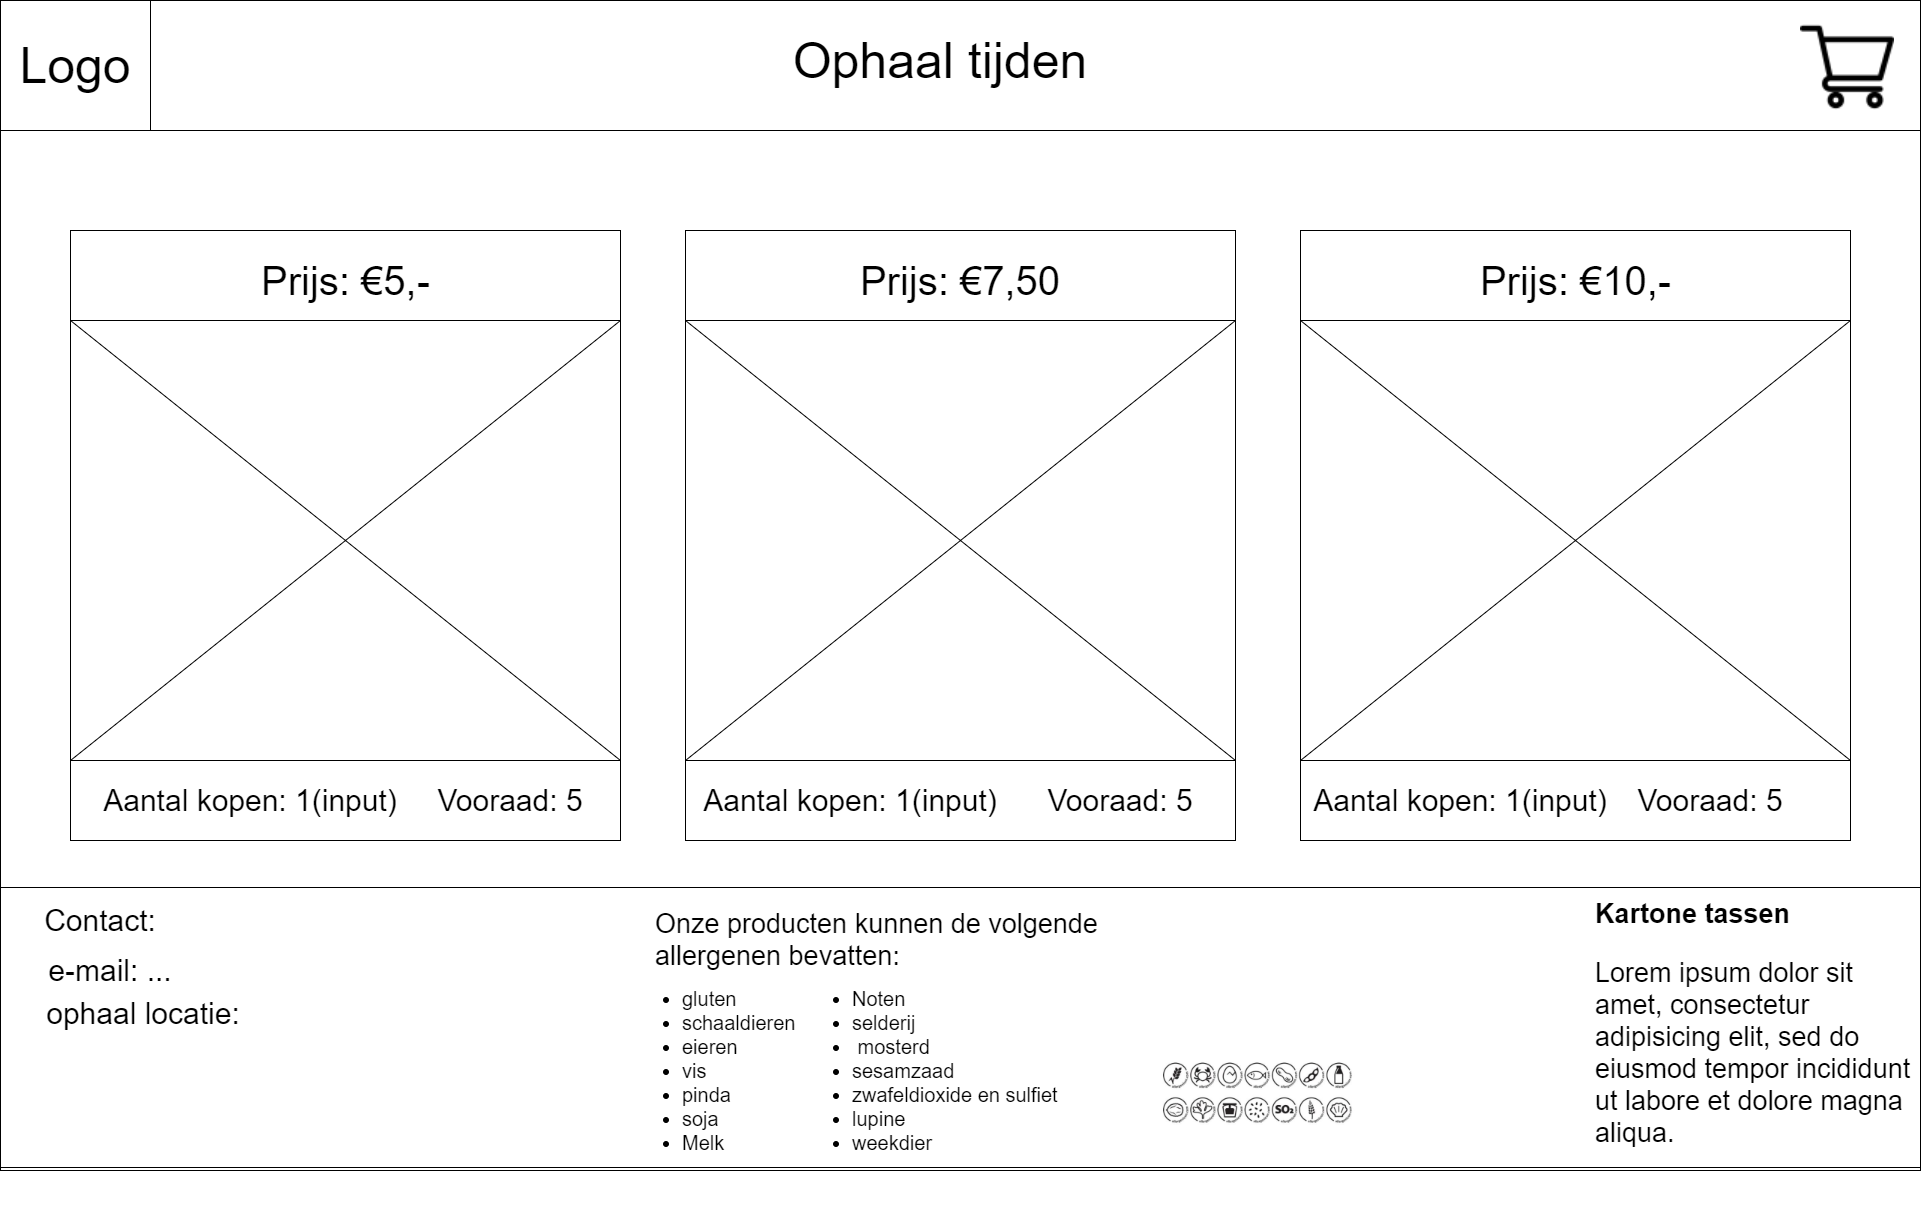 Logo
Ophaal tijden
Prijs: €5,-
Prijs: €7,50
Prijs: €10,-
Aantal kopen: 1(input)
Vooraad: 5
Aantal kopen: 1(input)
Vooraad: 5
Aantal kopen: 1(input)
Vooraad: 5
Contact:
e-mail: ...
ophaal locatie:
Onze producten kunnen de volgende
allergenen bevatten:
gluten
schaaldieren
eieren
vis
pinda
soja
Melk
Noten
selderij
mosterd
sesamzaad
zwafeldioxide en sulfiet
lupine
weekdier
SO₂
Kartone tassen
Lorem ipsum dolor sit
amet, consectetur
adipisicing elit, sed do
eiusmod tempor incididunt
ut labore et dolore magna
aliqua.